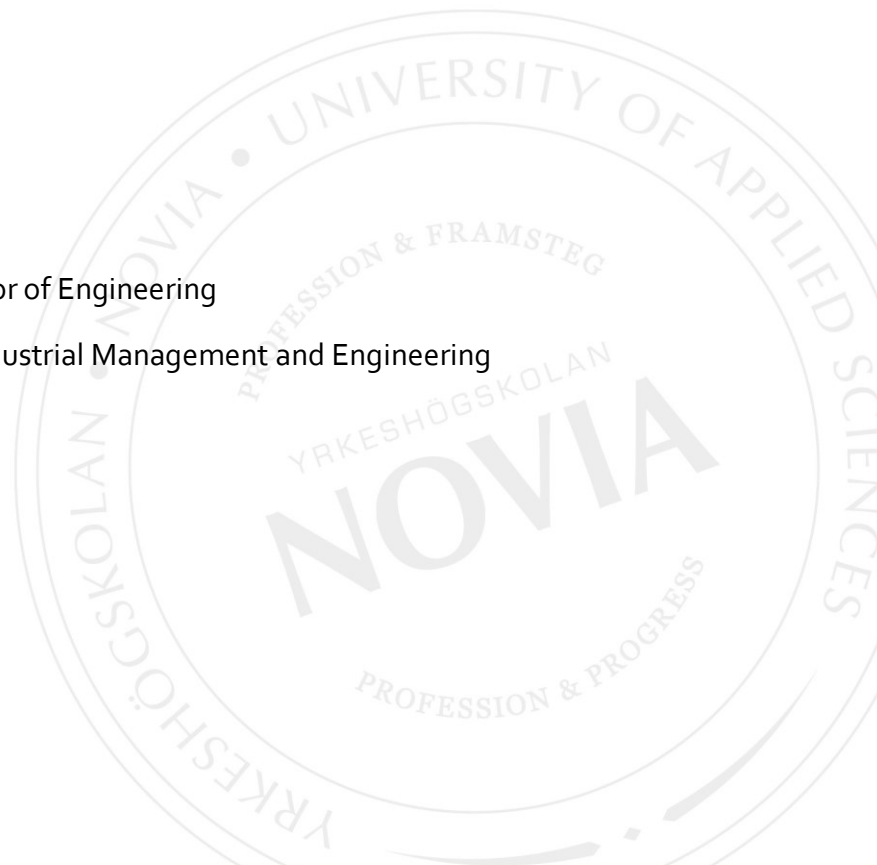 • UNIVERSITY OF APPLIED SCIENCES
YRKESHÖGSKOLAN • NOVIA
PROFESSION & FRAMSTEG
or of Engineering
ustrial Management and Engineering
YRKESHÖGSKOLAN
NOVIA
PROFESSION & PROGRESS